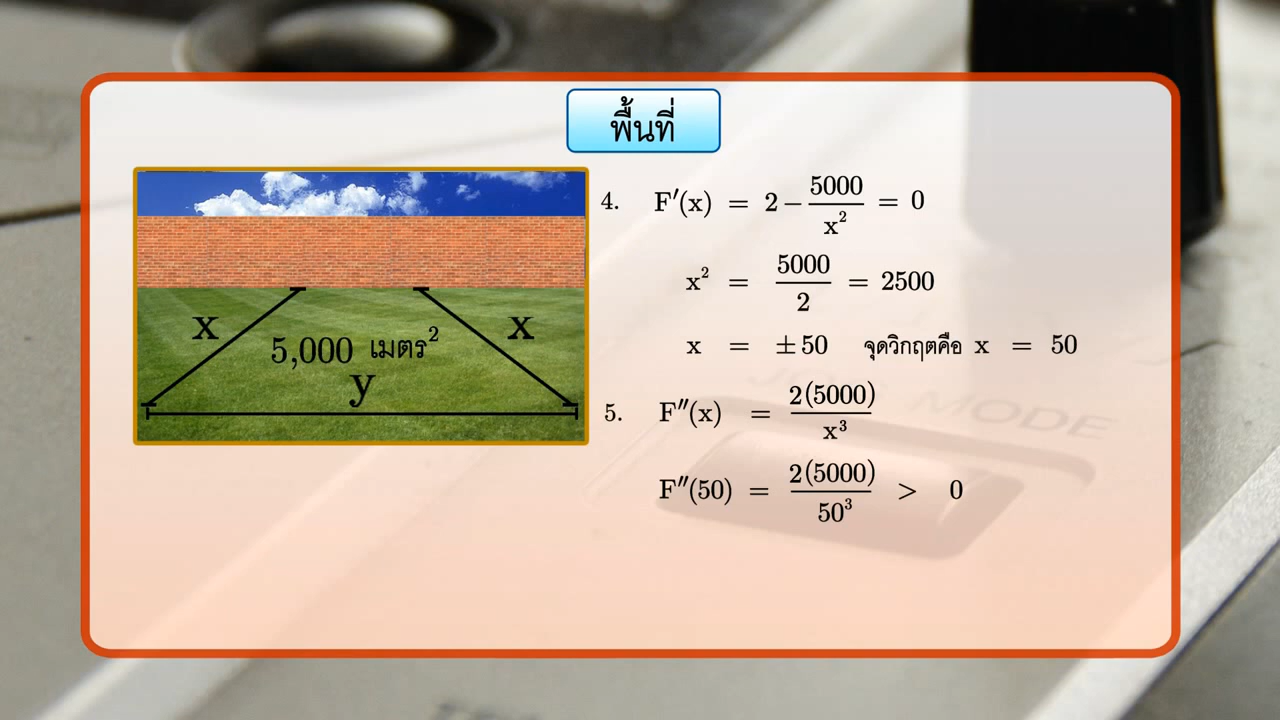 พื้นที่
4. F′(x) = 2 − 5000/x² = 0
x² = 5000/2 = 2500
x = ±50 จุดวิกฤตคือ x = 50
5. F″(x) = 2(5000)/x³
F″(50) = 2(5000)/50³ > 0
x x
5,000 เมตร²
y
JOG MODE